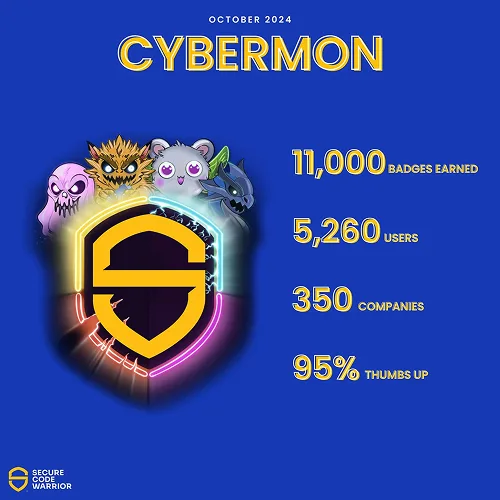 OCTOBER 2024
CYBERMON
11,000 BADGES EARNED
5,260 USERS
350 COMPANIES
95% THUMBS UP
SECURE
CODE
WARRIOR